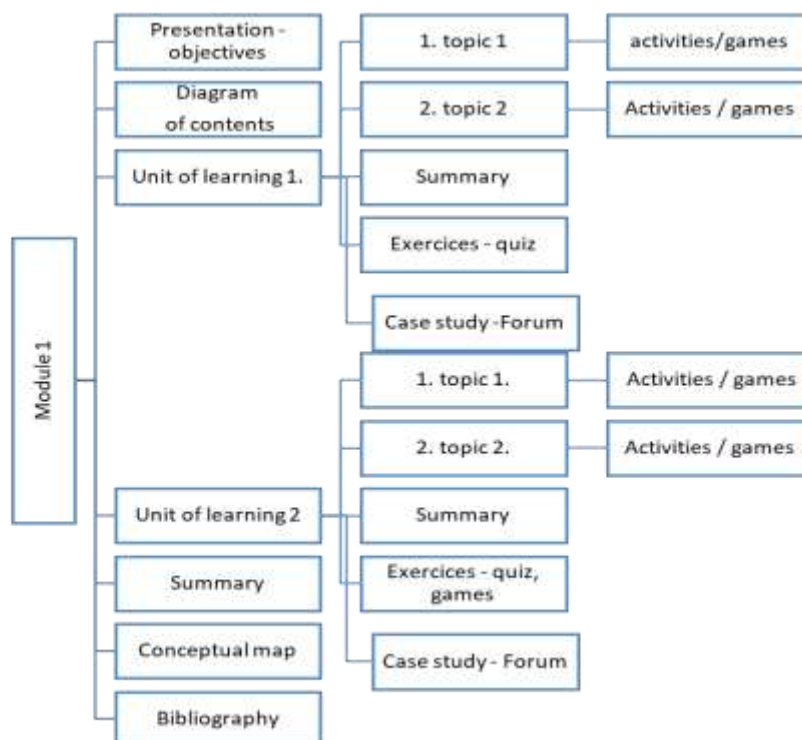 Module 1
Presentation -
objectives
Diagram
of contents
Unit of learning 1.
1. topic 1
activities/games
2. topic 2
Activities / games
Summary
Exercices - quiz
Case study -Forum
Unit of learning 2
1. topic 1.
Activities / games
2. topic 2.
Activities / games
Summary
Exercices - quiz,
games
Case study - Forum
Summary
Conceptual map
Bibliography